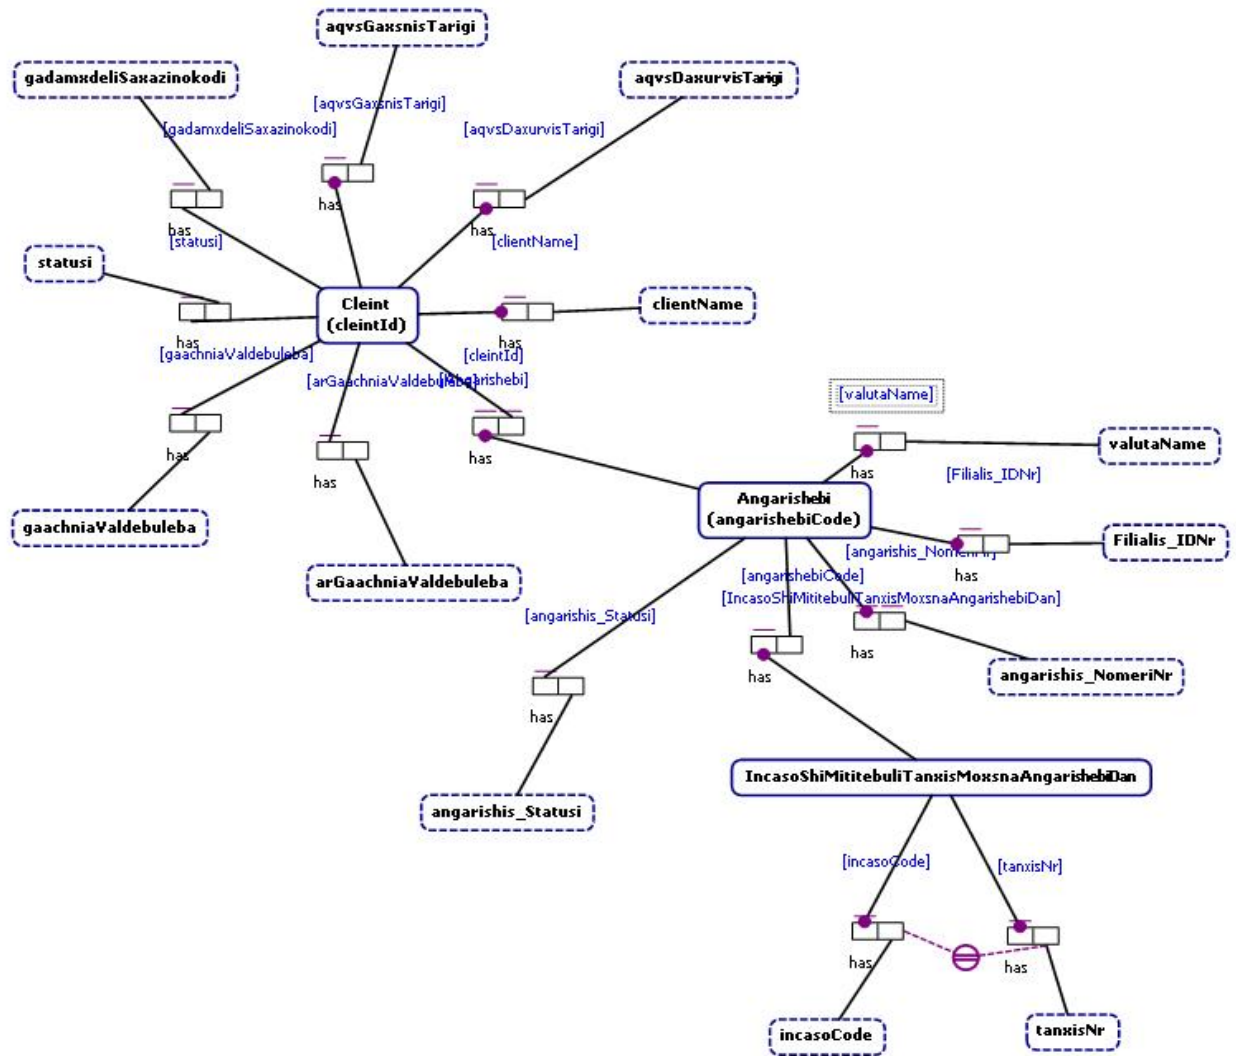 aqvsGaxsnisTarigi
gadamxdeliSaxazinokodi
aqvsDaxurvisTarigi
[aqvsGaxsnisTarigi]
[gadamxdeliSaxazinokodi]
[aqvsDaxurvisTarigi]
has
has
has
[statusi]
[clientName]
statusi
Cleint
(cleintId)
clientName
has
has
[gaachniaValdebuleba]
[cleintId]
[arGaachniaValdebuleba]
[Angarishebi]
[valutaName]
has
has
has
valutaName
has
[Filialis_IDNr]
Angarishebi
(angarishebiCode)
gaachniaValdebuleba
Filialis_IDNr
[angarishis_NomeriNr]
has
arGaachniaValdebuleba
[angarishebiCode]
[IncasoShiMititebuliTanxisMoxsnaAngarishebiDan]
[angarishis_Statusi]
has
has
angarishis_NomeriNr
has
IncasoShiMititebuliTanxisMoxsnaAngarishebiDan
angarishis_Statusi
[incasoCode]
[tanxisNr]
has
has
incasoCode
tanxisNr